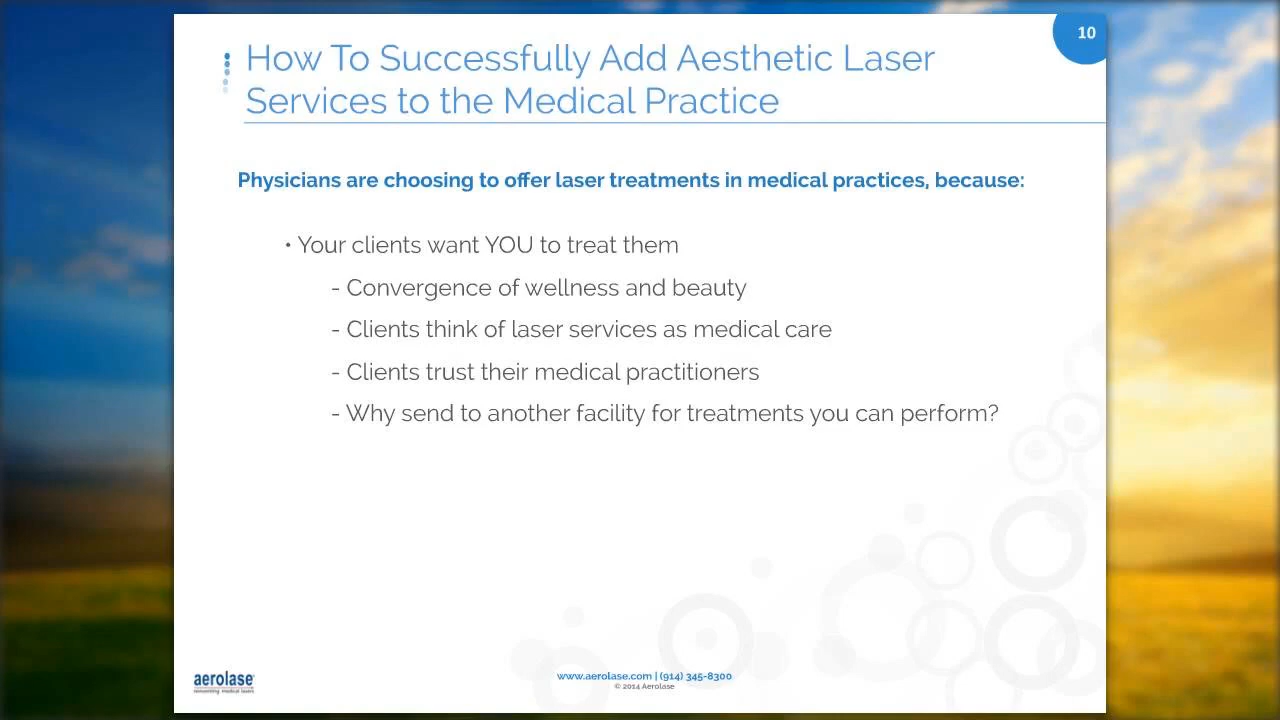 10
How To Successfully Add Aesthetic Laser
Services to the Medical Practice
Physicians are choosing to offer laser treatments in medical practices, because:
• Your clients want YOU to treat them
- Convergence of wellness and beauty
- Clients think of laser services as medical care
- Clients trust their medical practitioners
- Why send to another facility for treatments you can perform?
aerolase
reinventing medical lasers
www.aerolase.com | (914) 345-8300
© 2014 Aerolase